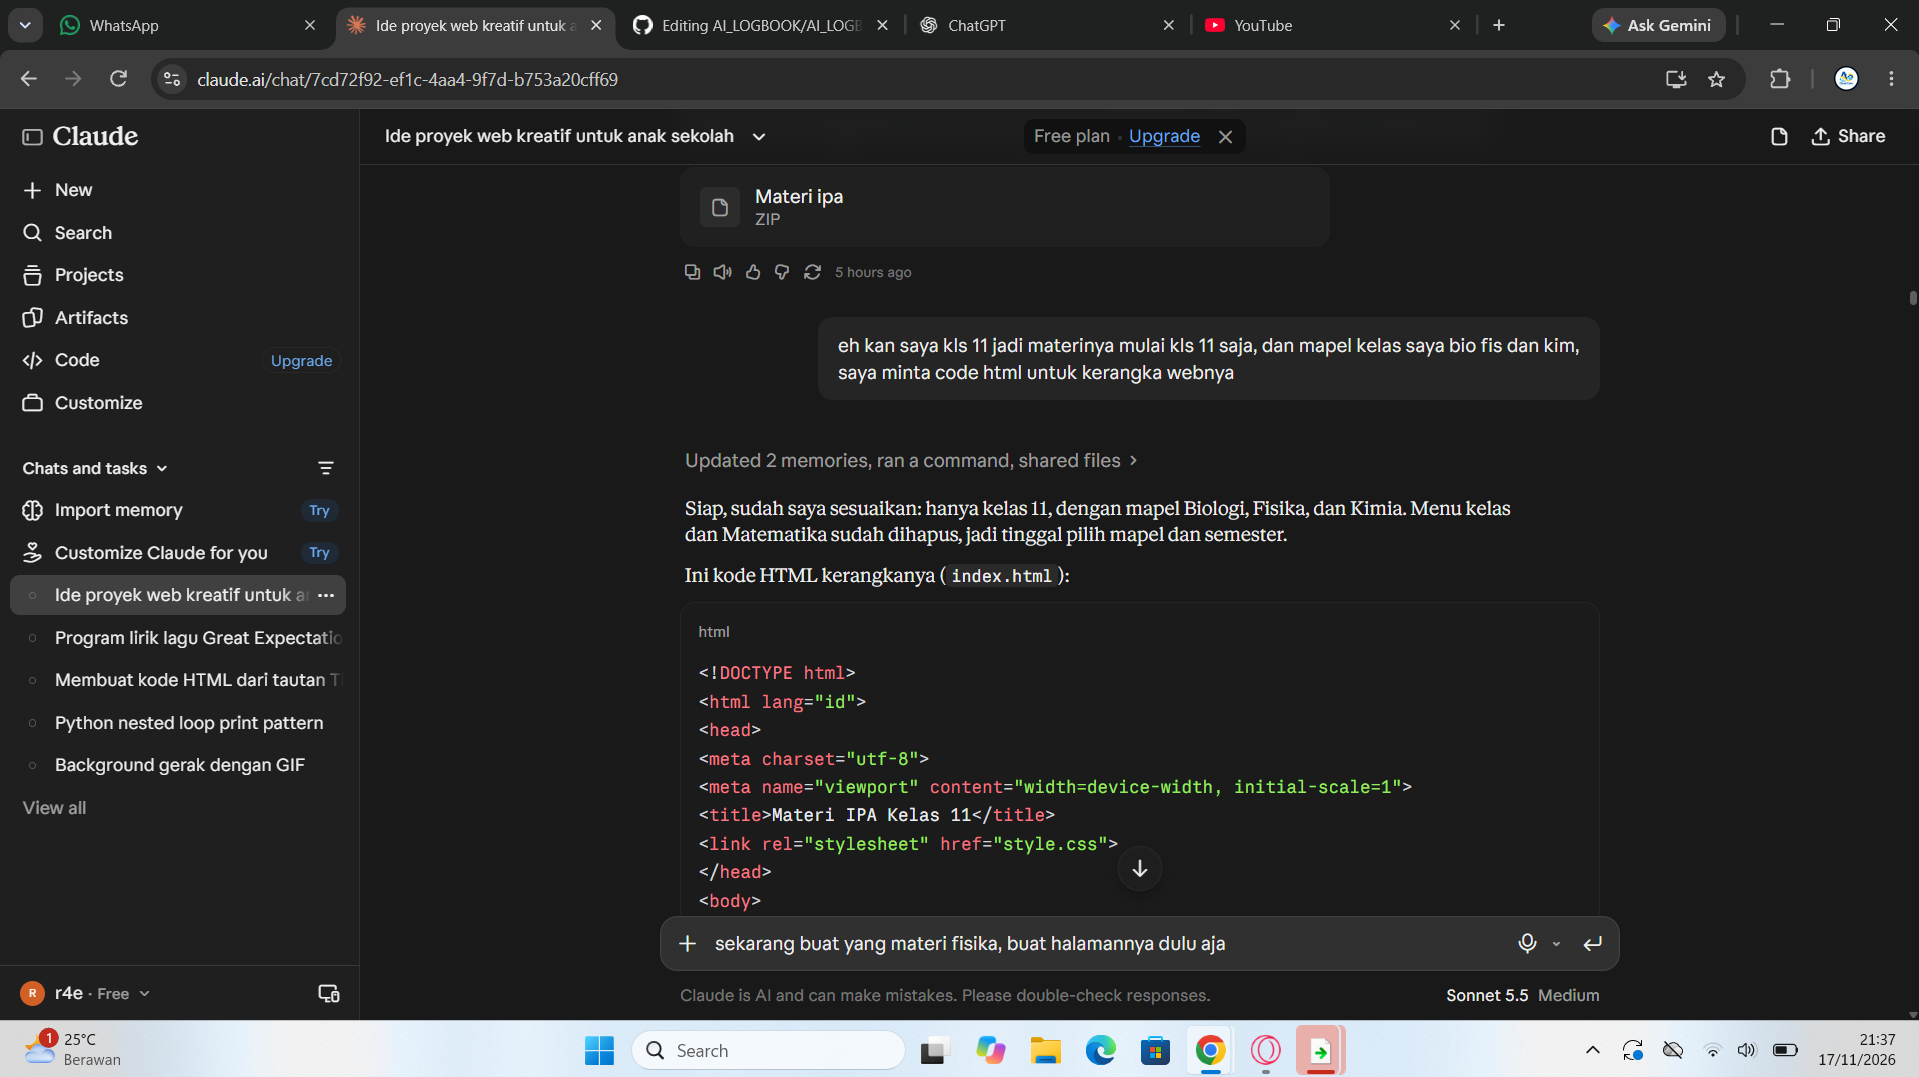 WhatsApp
Ide proyek web kreatif untuk a
Editing AI_LOGBOOK/AI_LOGB
ChatGPT
YouTube
Ask Gemini
claude.ai/chat/7cd72f92-ef1c-4aa4-9f7d-b753a20cff69
Claude
Ide proyek web kreatif untuk anak sekolah
Free plan · Upgrade
Share
New
Search
Projects
Artifacts
Code
Upgrade
Customize
Chats and tasks
Import memory
Try
Customize Claude for you
Try
Ide proyek web kreatif untuk a
Program lirik lagu Great Expectatio
Membuat kode HTML dari tautan T
Python nested loop print pattern
Background gerak dengan GIF
View all
R
r4e · Free
Materi ipa
ZIP
5 hours ago
eh kan saya kls 11 jadi materinya mulai kls 11 saja, dan mapel kelas saya bio fis dan kim,
saya minta code html untuk kerangka webnya
Updated 2 memories, ran a command, shared files
Siap, sudah saya sesuaikan: hanya kelas 11, dengan mapel Biologi, Fisika, dan Kimia. Menu kelas
dan Matematika sudah dihapus, jadi tinggal pilih mapel dan semester.
Ini kode HTML kerangkanya (index.html):
html
<!DOCTYPE html>
<html lang="id">
<head>
<meta charset="utf-8">
<meta name="viewport" content="width=device-width, initial-scale=1">
<title>Materi IPA Kelas 11</title>
<link rel="stylesheet" href="style.css">
</head>
<body>
sekarang buat yang materi fisika, buat halamannya dulu aja
Claude is AI and can make mistakes. Please double-check responses.
Sonnet 5.5 Medium
1
25°C
Berawan
Search
21:37
17/11/2026